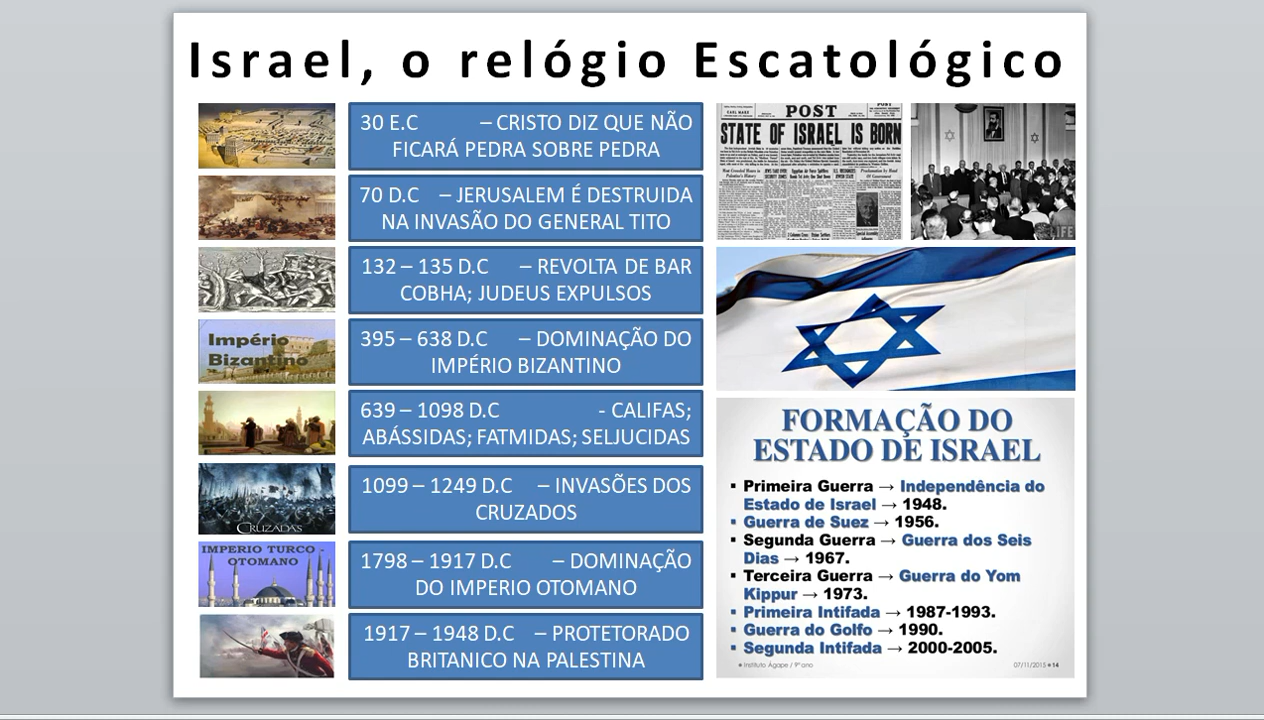 Israel, o relógio Escatológico
30 E.C – CRISTO DIZ QUE NÃO
FICARÁ PEDRA SOBRE PEDRA
70 D.C – JERUSALEM É DESTRUIDA
NA INVASÃO DO GENERAL TITO
132 – 135 D.C – REVOLTA DE BAR
COBHA; JUDEUS EXPULSOS
Império
Bizantino
395 – 638 D.C – DOMINAÇÃO DO
IMPÉRIO BIZANTINO
639 – 1098 D.C - CALIFAS;
ABÁSSIDAS; FATMIDAS; SELJUCIDAS
CRUZADAS
1099 – 1249 D.C – INVASÕES DOS
CRUZADOS
IMPERIO TURCO -
OTOMANO
1798 – 1917 D.C – DOMINAÇÃO
DO IMPERIO OTOMANO
1917 – 1948 D.C – PROTETORADO
BRITANICO NA PALESTINA
POST
STATE OF ISRAEL IS BORN
LIFE
FORMAÇÃO DO
ESTADO DE ISRAEL
▪ Primeira Guerra → Independência do
Estado de Israel → 1948.
▪ Guerra de Suez → 1956.
▪ Segunda Guerra → Guerra dos Seis
Dias → 1967.
▪ Terceira Guerra → Guerra do Yom
Kippur → 1973.
▪ Primeira Intifada → 1987-1993.
▪ Guerra do Golfo → 1990.
▪ Segunda Intifada → 2000-2005.
Instituto Ágape / 9º ano 07/11/2015 14